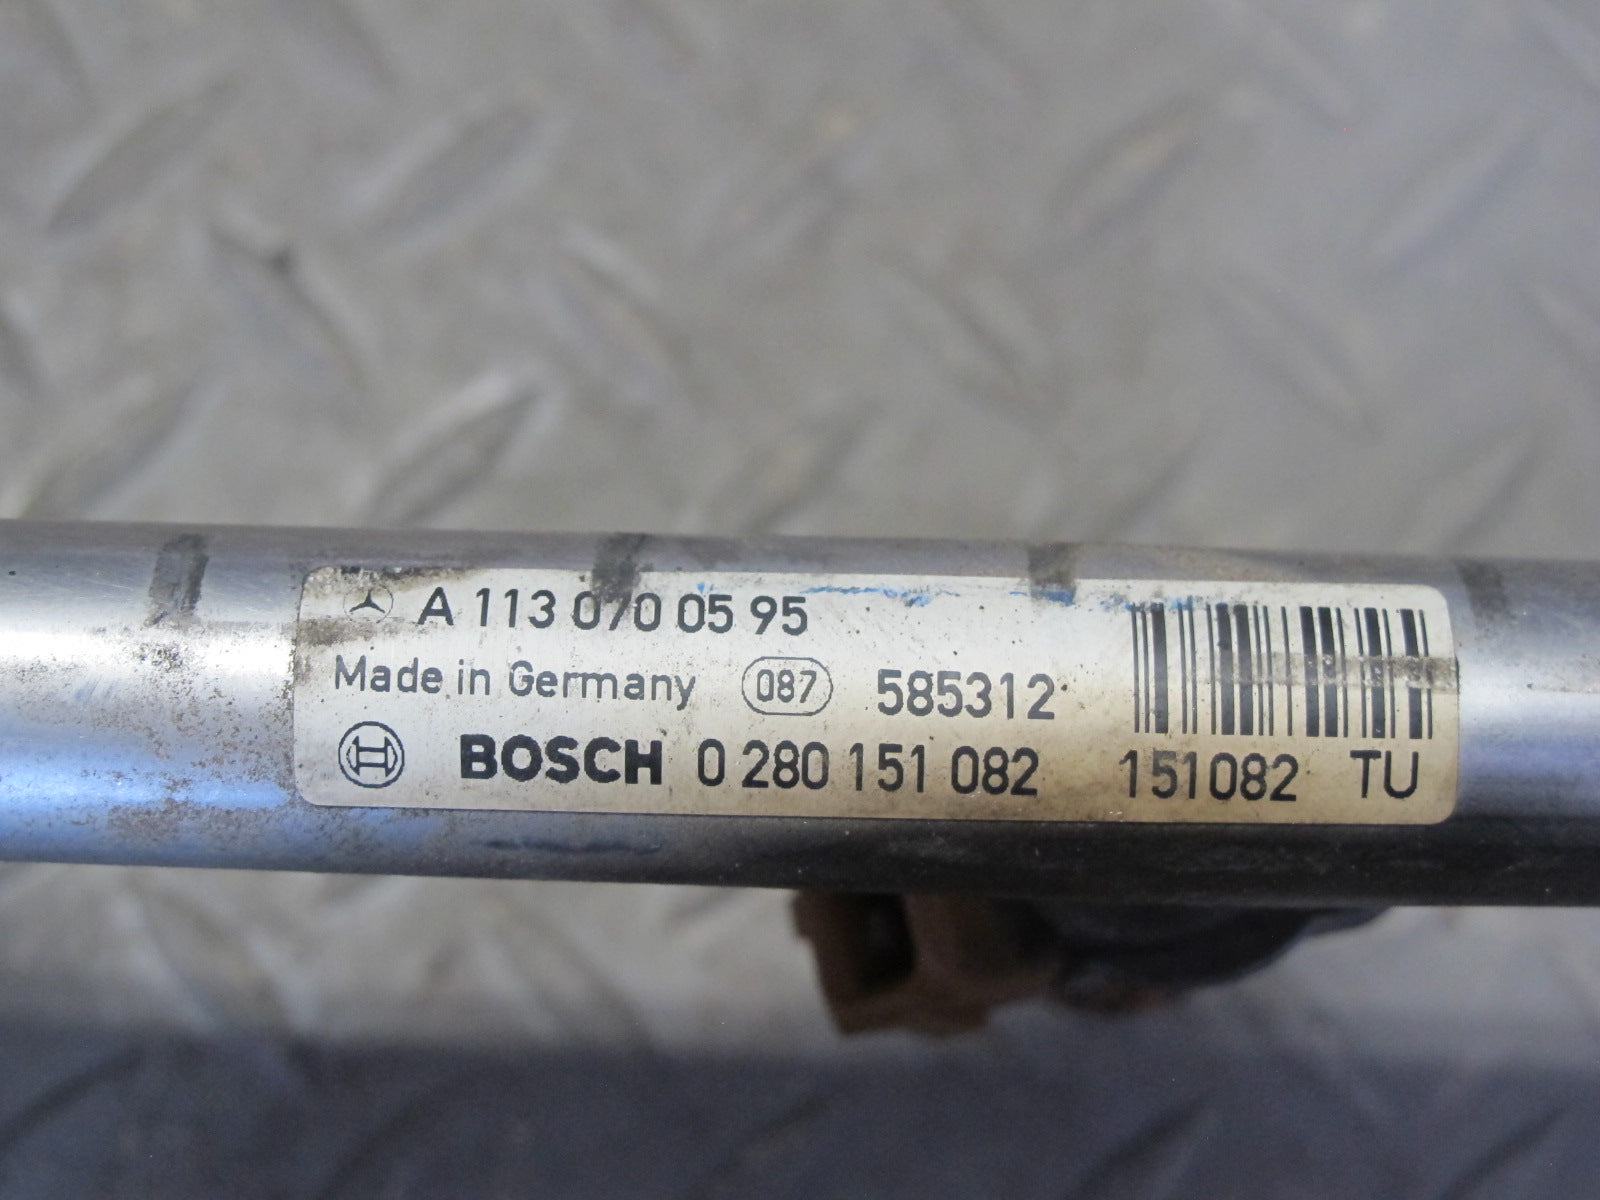 A 113 070 05 95
Made in Germany 087 585312
BOSCH 0 280 151 082 151082 TU